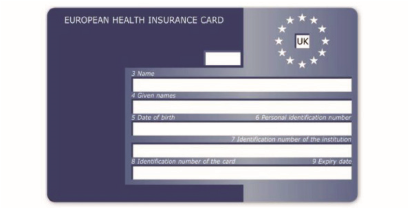 EUROPEAN HEALTH INSURANCE CARD
UK
3 Name
4 Given names
5 Date of birth 6 Personal identification number
7 Identification number of the institution
8 Identification number of the card 9 Expiry date